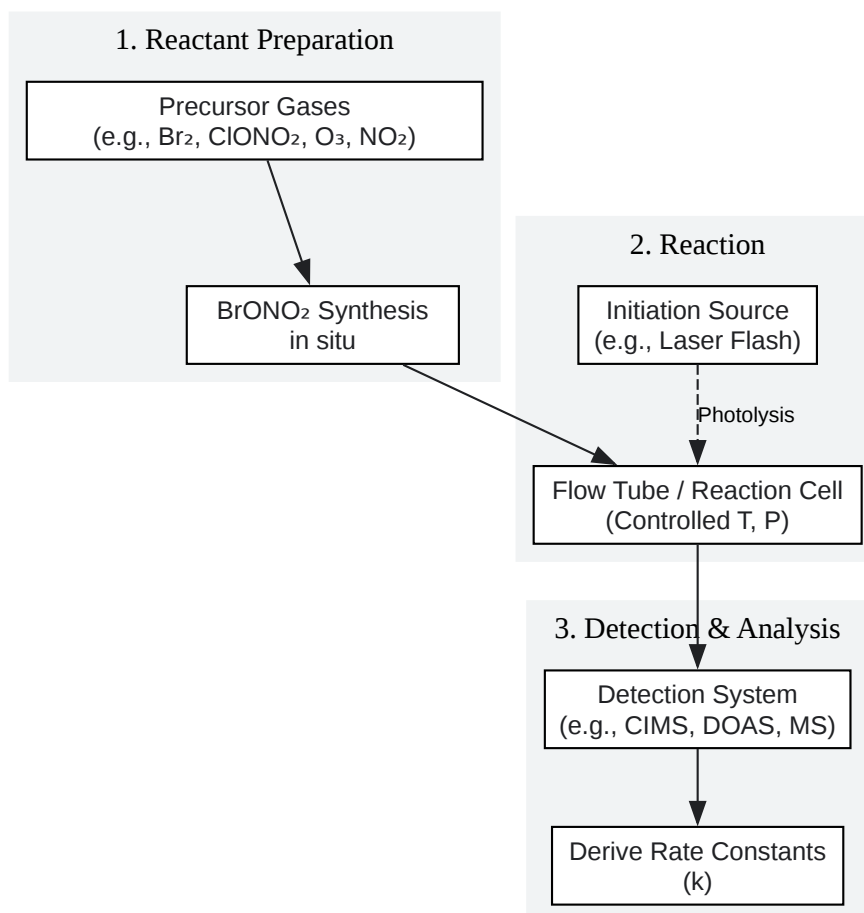 1. Reactant Preparation
Precursor Gases
(e.g., Br₂, ClONO₂, O₃, NO₂)
BrONO₂ Synthesis
in situ
2. Reaction
Initiation Source
(e.g., Laser Flash)
Photolysis
Flow Tube / Reaction Cell
(Controlled T, P)
3. Detection & Analysis
Detection System
(e.g., CIMS, DOAS, MS)
Derive Rate Constants
(k)